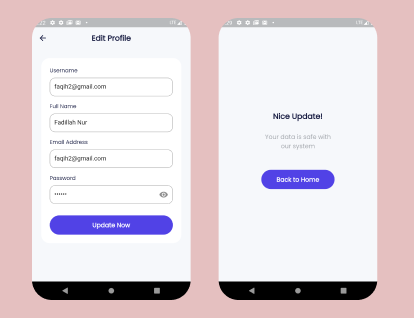 Edit Profile
Username
faqih2@gmail.com
Full Name
Fadillah Nur
Email Address
faqih2@gmail.com
Password
••••••
Update Now
Nice Update!
Your data is safe with
our system
Back to Home